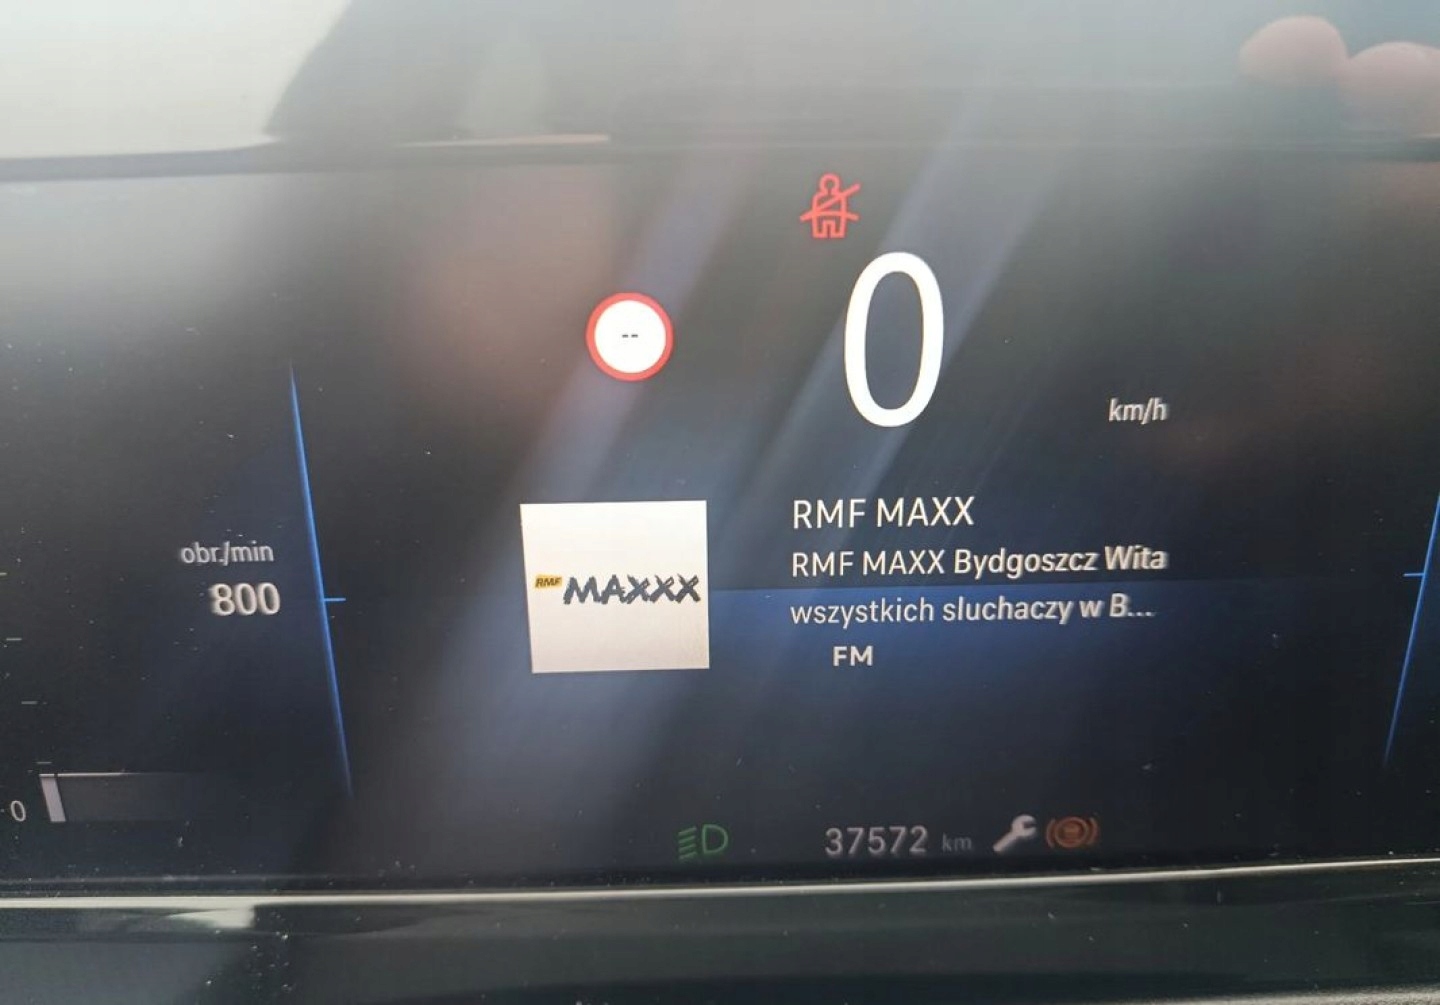 0
--
km/h
RMF MAXX
obr./min
RMF MAXX Bydgoszcz Wita
800
RMF MAXXX
wszystkich sluchaczy w B...
FM
0
37572 km